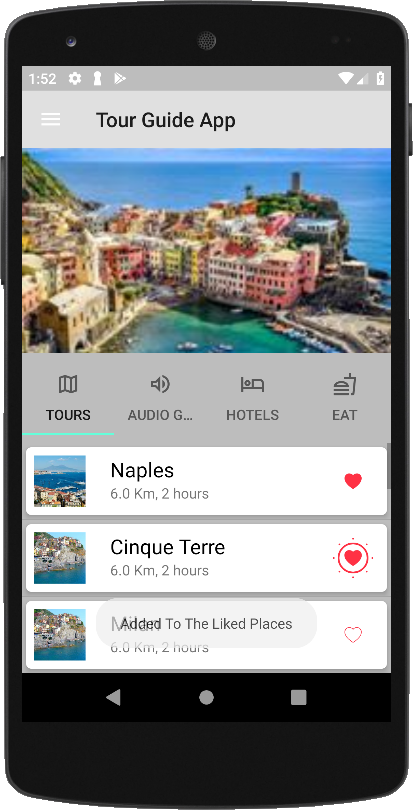 1:52
Tour Guide App
TOURS
AUDIO G...
HOTELS
EAT
Naples
6.0 Km, 2 hours
Cinque Terre
6.0 Km, 2 hours
Milan
Added To The Liked Places
6.0 Km, 2 hours